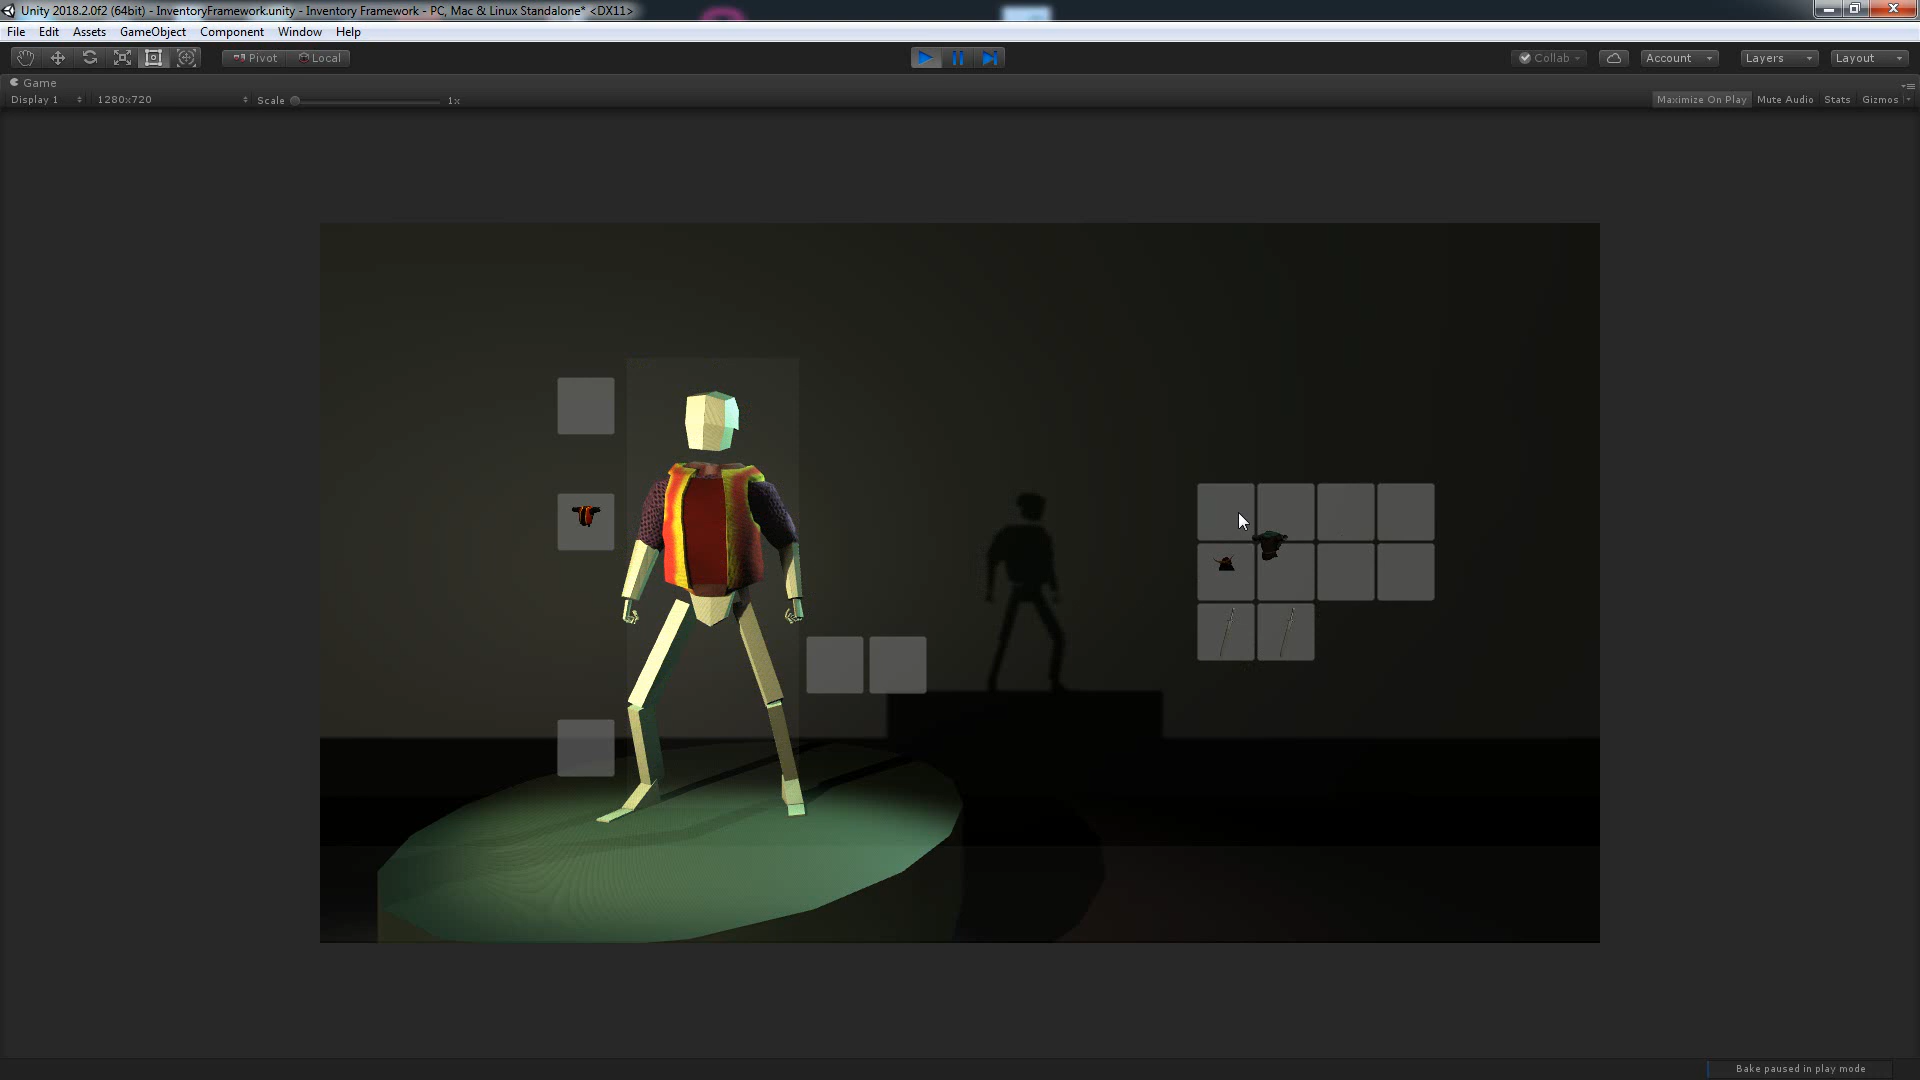 Unity 2018.2.0f2 (64bit) - InventoryFramework.unity - Inventory Framework - PC, Mac & Linux Standalone* <DX11>
File Edit Assets GameObject Component Window Help
Pivot Local Collab Account Layers Layout
Game
Display 1 1280x720 Scale 1x Maximize On Play Mute Audio Stats Gizmos
Bake paused in play mode